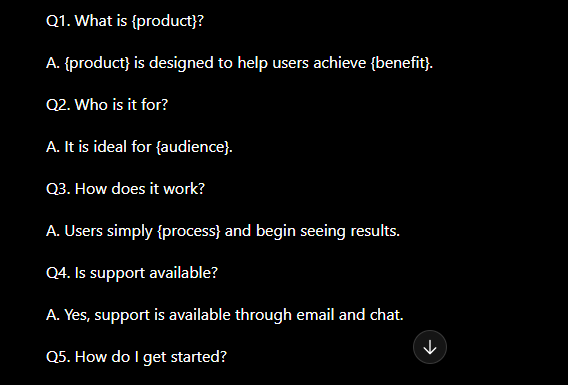 Q1. What is {product}?
A. {product} is designed to help users achieve {benefit}.
Q2. Who is it for?
A. It is ideal for {audience}.
Q3. How does it work?
A. Users simply {process} and begin seeing results.
Q4. Is support available?
A. Yes, support is available through email and chat.
Q5. How do I get started?